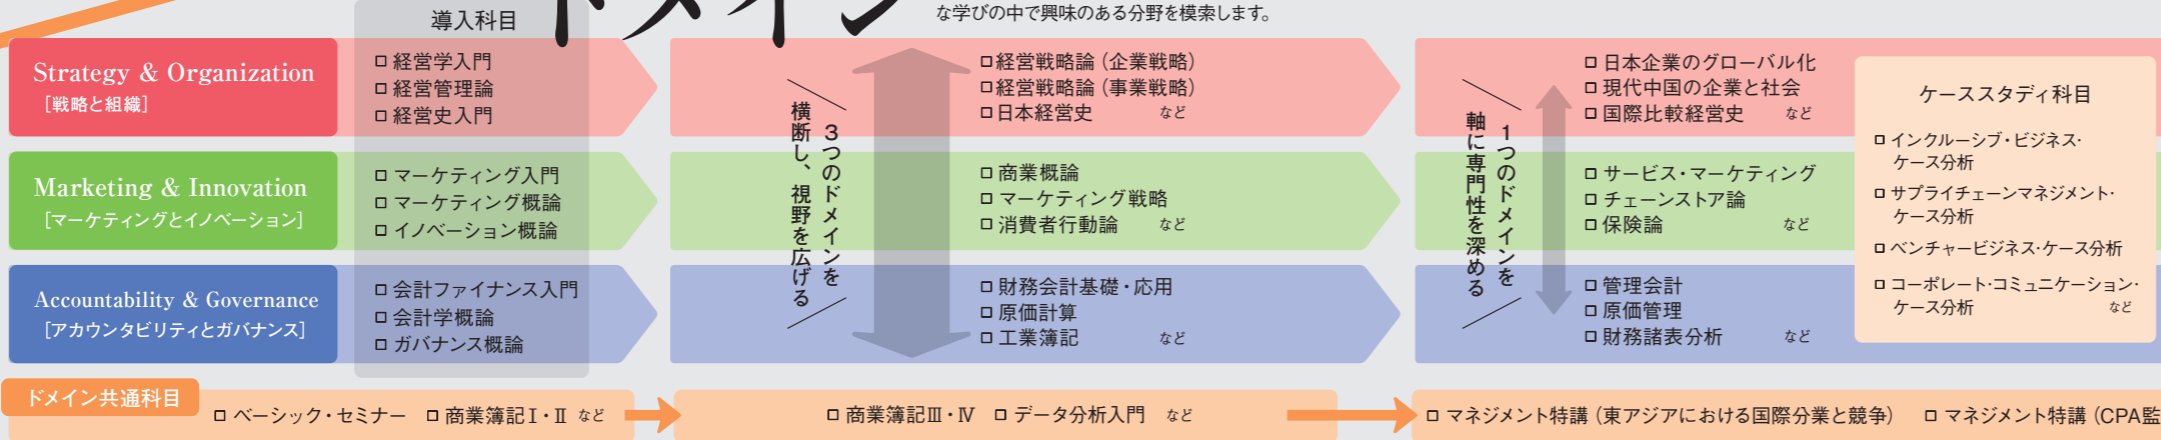 ドメイン
な学びの中で興味のある分野を模索します。
導入科目
Strategy & Organization
［戦略と組織］
経営学入門
経営管理論
経営史入門
Marketing & Innovation
［マーケティングとイノベーション］
マーケティング入門
マーケティング概論
イノベーション概論
Accountability & Governance
［アカウンタビリティとガバナンス］
会計ファイナンス入門
会計学概論
ガバナンス概論
3つのドメインを
横断し、視野を広げる
経営戦略論（企業戦略）
経営戦略論（事業戦略）
日本経営史 など
商業概論
マーケティング戦略
消費者行動論 など
財務会計基礎・応用
原価計算
工業簿記 など
1つのドメインを
軸に専門性を深める
日本企業のグローバル化
現代中国の企業と社会
国際比較経営史 など
サービス・マーケティング
チェーンストア論
保険論 など
管理会計
原価管理
財務諸表分析 など
ケーススタディ科目
インクルーシブ・ビジネス・
ケース分析
サプライチェーンマネジメント・
ケース分析
ベンチャービジネス・ケース分析
コーポレート・コミュニケーション・
ケース分析 など
ドメイン共通科目
ベーシック・セミナー 商業簿記Ⅰ・Ⅱ など
商業簿記Ⅲ・Ⅳ データ分析入門 など
マネジメント特講（東アジアにおける国際分業と競争） マネジメント特講（CPA監